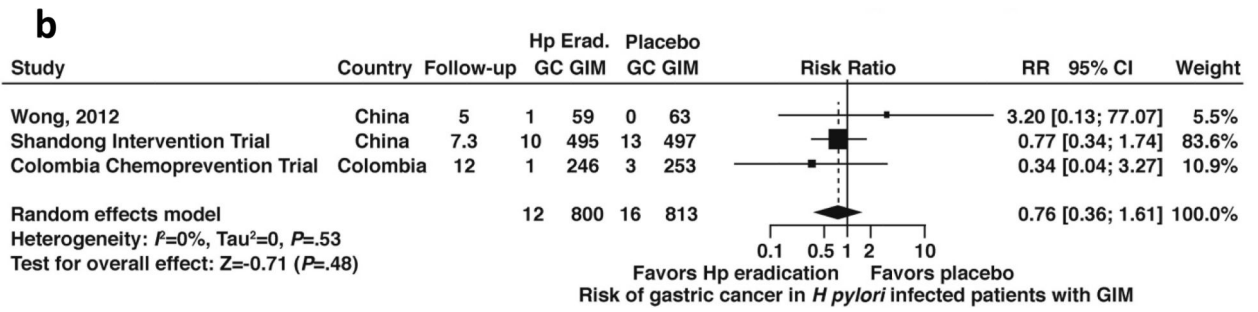 b
Hp Erad. Placebo
Study Country Follow-up GC GIM GC GIM Risk Ratio RR 95% CI Weight
Wong, 2012 China 5 1 59 0 63 3.20 [0.13; 77.07] 5.5%
Shandong Intervention Trial China 7.3 10 495 13 497 0.77 [0.34; 1.74] 83.6%
Colombia Chemoprevention Trial Colombia 12 1 246 3 253 0.34 [0.04; 3.27] 10.9%
Random effects model 12 800 16 813 0.76 [0.36; 1.61] 100.0%
Heterogeneity: I²=0%, Tau²=0, P=.53
Test for overall effect: Z=-0.71 (P=.48)
0.1 0.5 1 2 10
Favors Hp eradication Favors placebo
Risk of gastric cancer in H pylori infected patients with GIM